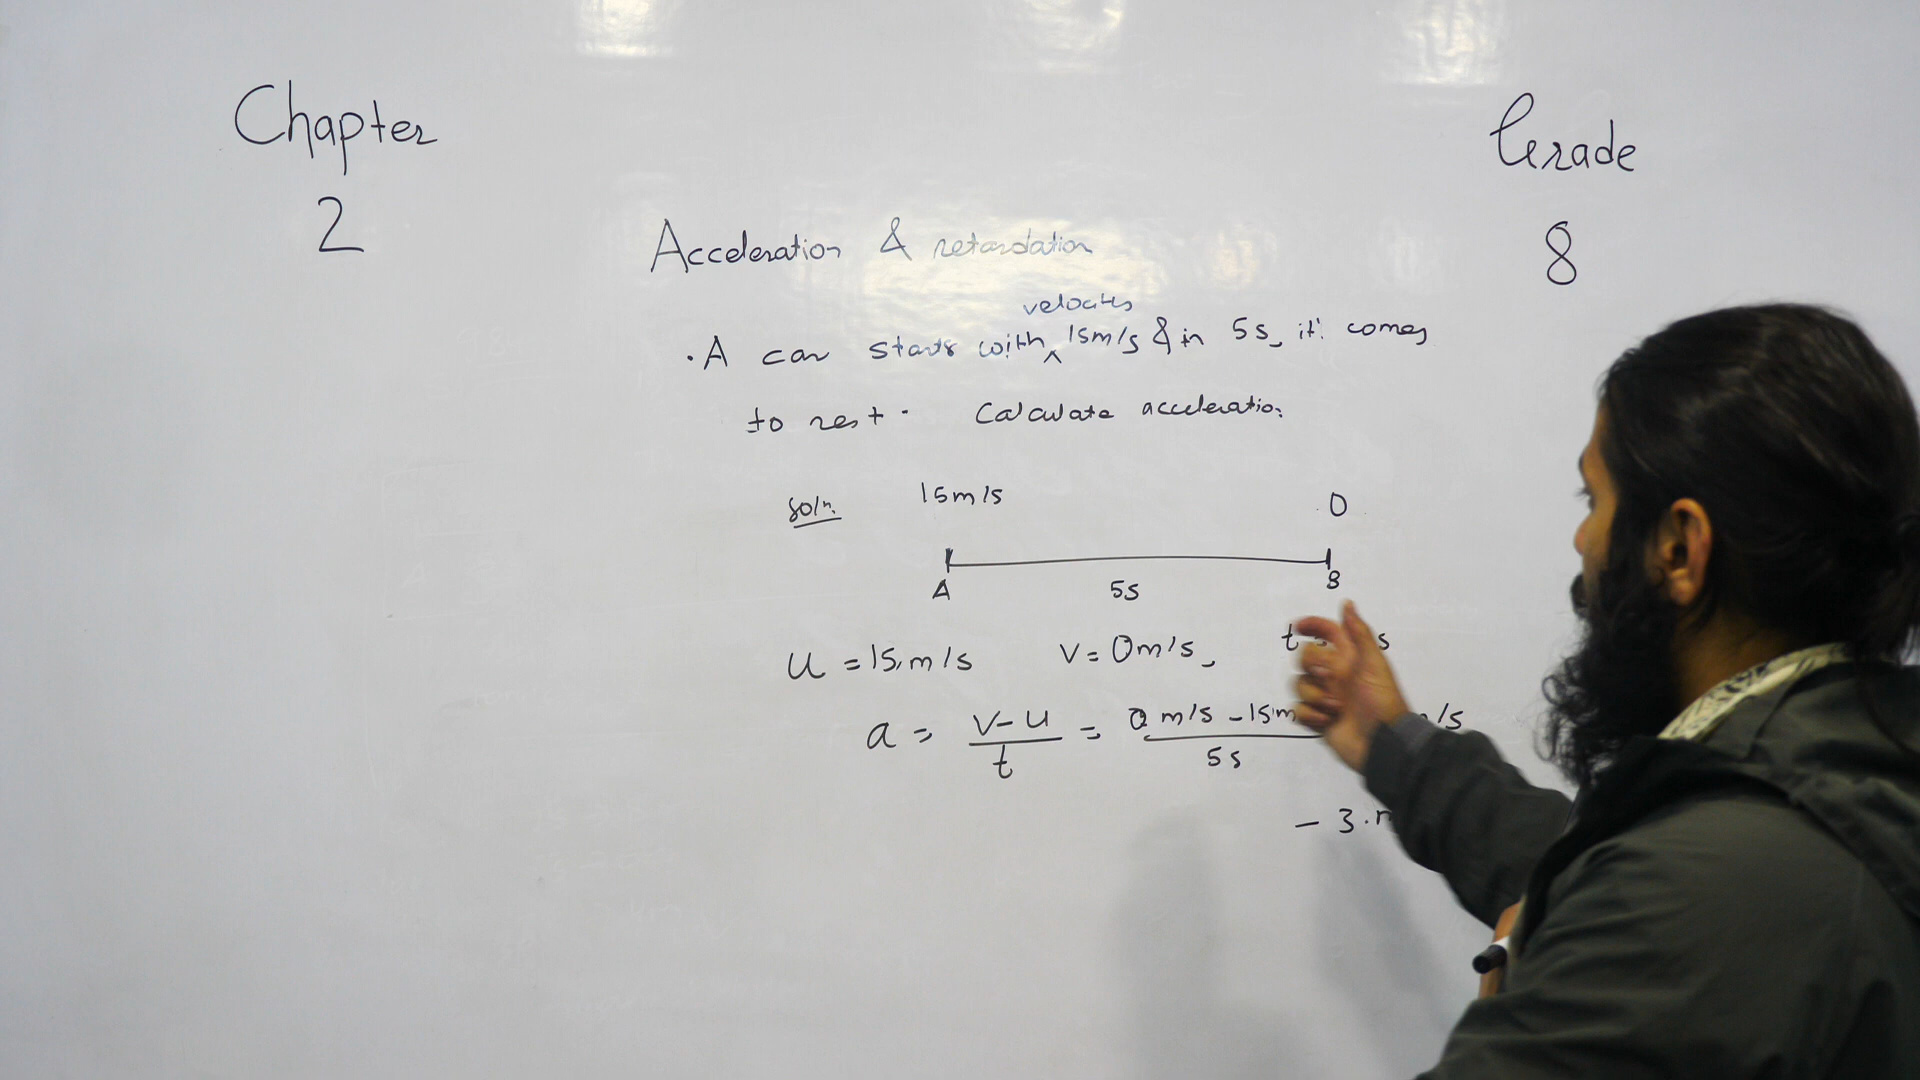 Chapter
2
Grade
8
Acceleration & retardation
velocity
. A car starts with ^ 15m/s & in 5s, it comes
to rest. Calculate acceleration
Soln.
15m/s 0
A 5s B
u = 15m/s v = 0m/s, t s
a = v-u/t = 0 m/s - 15m /5s /s
- 3